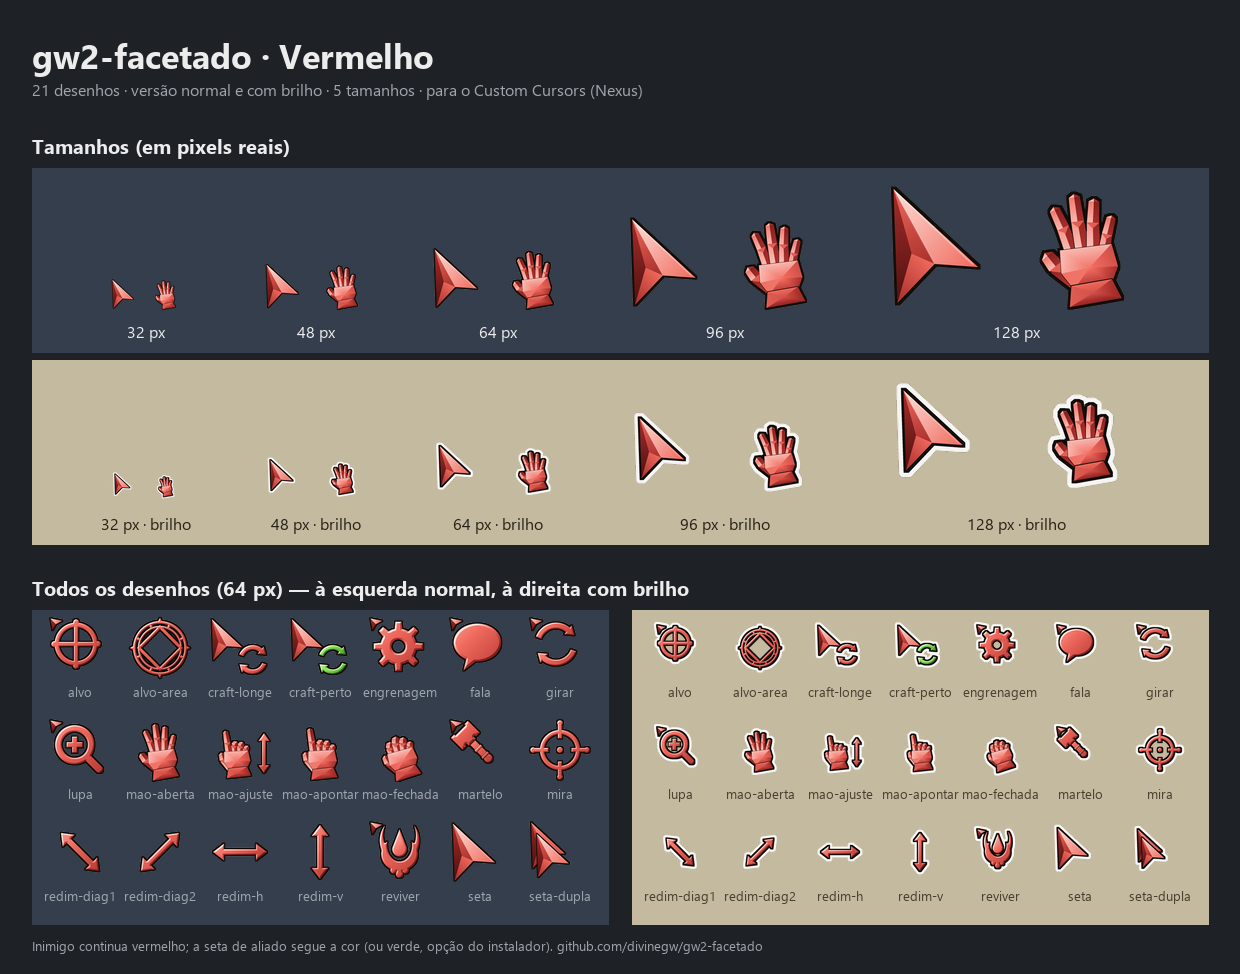 gw2-facetado · Vermelho
21 desenhos · versão normal e com brilho · 5 tamanhos · para o Custom Cursors (Nexus)
Tamanhos (em pixels reais)
32 px 48 px 64 px 96 px 128 px
32 px · brilho 48 px · brilho 64 px · brilho 96 px · brilho 128 px · brilho
Todos os desenhos (64 px) — à esquerda normal, à direita com brilho
alvo alvo-area craft-longe craft-perto engrenagem fala girar
lupa mao-aberta mao-ajuste mao-apontar mao-fechada martelo mira
redim-diag1 redim-diag2 redim-h redim-v reviver seta seta-dupla
alvo alvo-area craft-longe craft-perto engrenagem fala girar
lupa mao-aberta mao-ajuste mao-apontar mao-fechada martelo mira
redim-diag1 redim-diag2 redim-h redim-v reviver seta seta-dupla
Inimigo continua vermelho; a seta de aliado segue a cor (ou verde, opção do instalador). github.com/divinegw/gw2-facetado